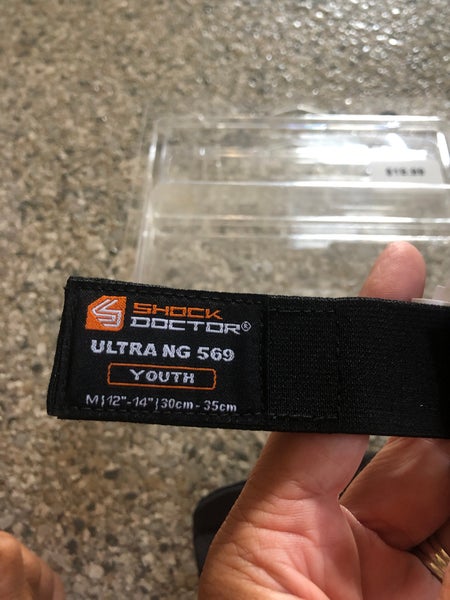 $19.99
SHOCK
DOCTOR®
ULTRA NG 569
YOUTH
M|12"-14"|30cm - 35cm